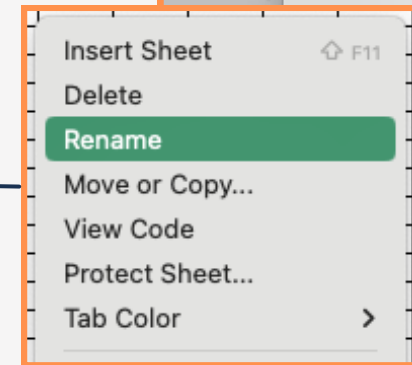 Insert Sheet ⇧ F11
Delete
Rename
Move or Copy...
View Code
Protect Sheet...
Tab Color